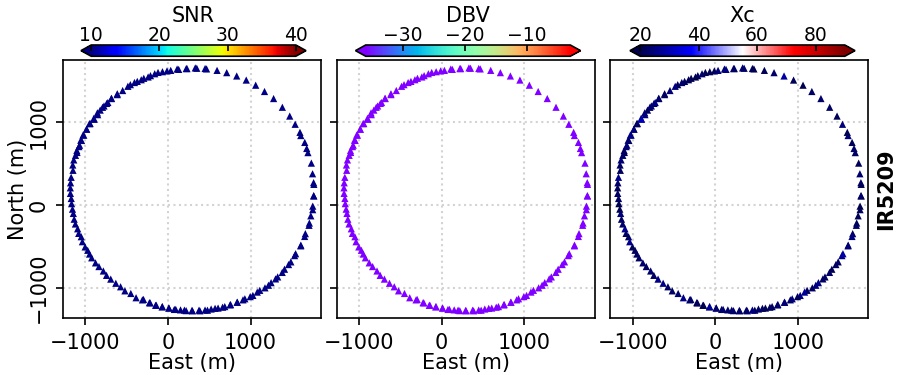 SNR DBV Xc
10 20 30 40 −30 −20 −10 20 40 60 80
1000
0
−1000
North (m)
IR5209
−1000 0 1000 −1000 0 1000 −1000 0 1000
East (m) East (m) East (m)